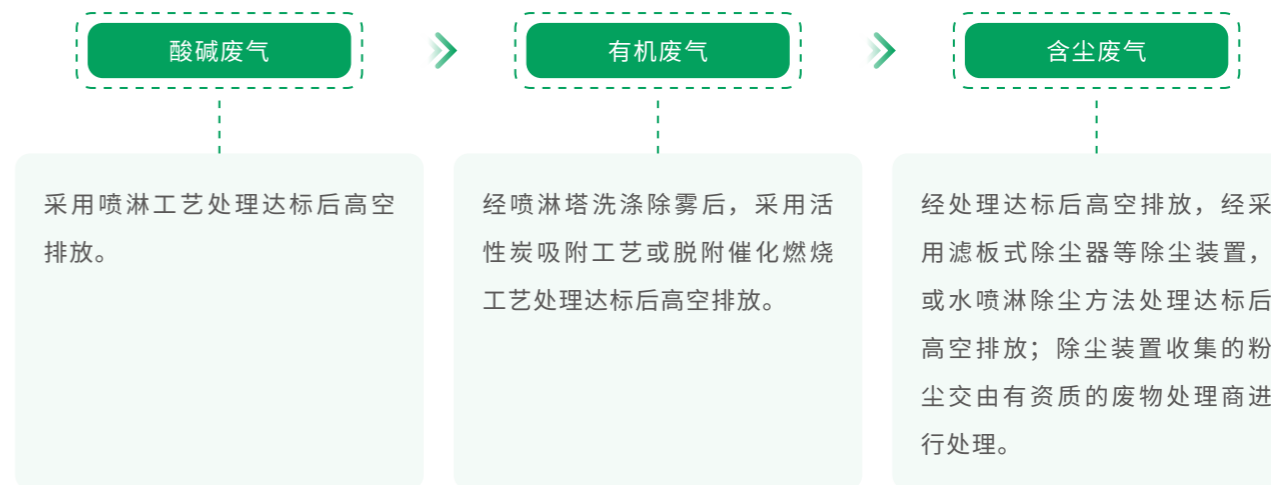 酸碱废气
采用喷淋工艺处理达标后高空
排放。
有机废气
经喷淋塔洗涤除雾后，采用活
性炭吸附工艺或脱附催化燃烧
工艺处理达标后高空排放。
含尘废气
经处理达标后高空排放，经采
用滤板式除尘器等除尘装置，
或水喷淋除尘方法处理达标后
高空排放；除尘装置收集的粉
尘交由有资质的废物处理商进
行处理。